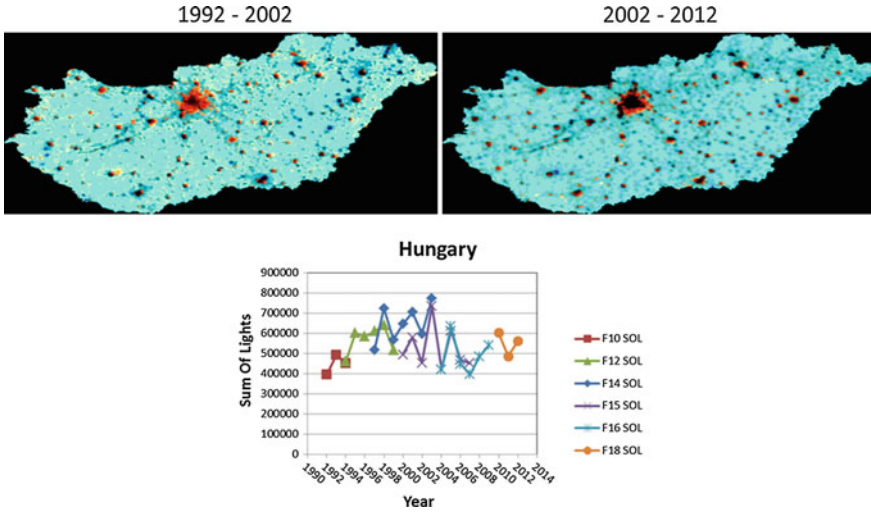 1992 - 2002
2002 - 2012
Hungary
900000
800000
700000
600000
500000
400000
300000
200000
100000
0
Sum Of Lights
1990
1992
1994
1996
1998
2000
2002
2004
2006
2008
2010
2012
2014
Year
F10 SOL
F12 SOL
F14 SOL
F15 SOL
F16 SOL
F18 SOL